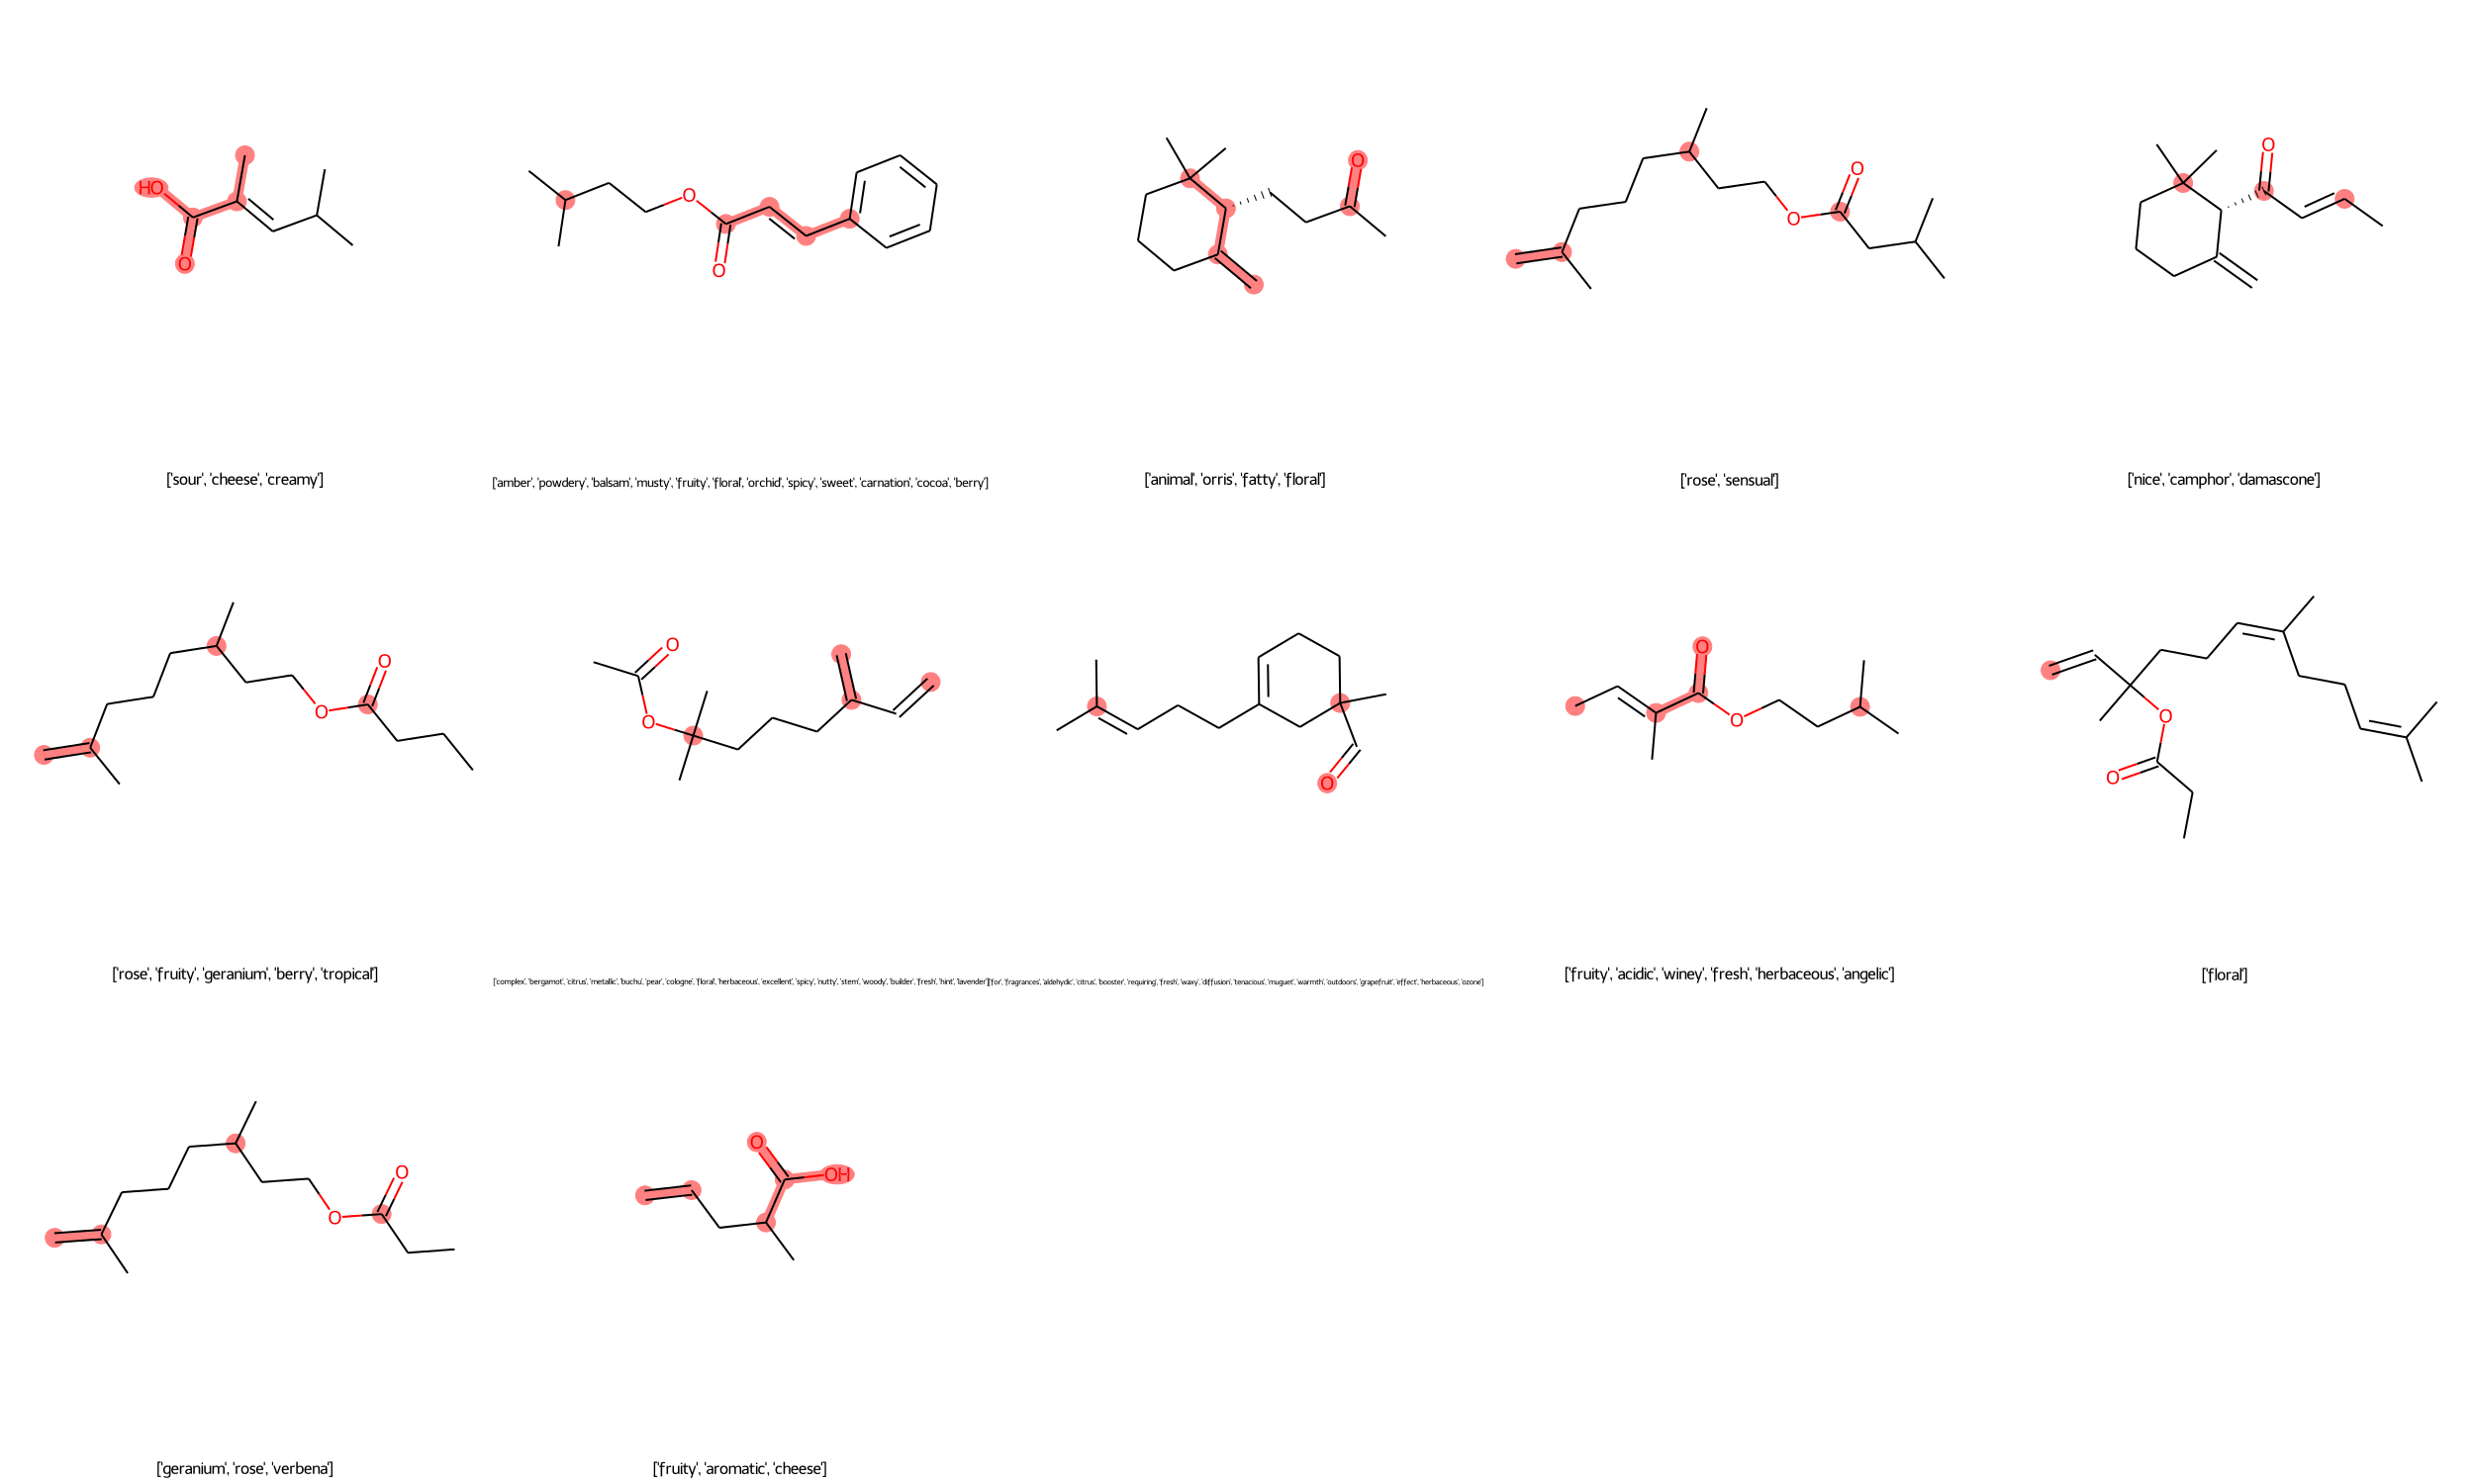 HO
O
O
O
O
O
O
O
['sour', 'cheese', 'creamy']
['amber', 'powdery', 'balsam', 'musty', 'fruity', 'floral', 'orchid', 'spicy', 'sweet', 'carnation', 'cocoa', 'berry']
['animal', 'orris', 'fatty', 'floral']
['rose', 'sensual']
['nice', 'camphor', 'damascone']
O
O
O
O
O
O
O
O
O
['rose', 'fruity', 'geranium', 'berry', 'tropical']
['complex', 'bergamot', 'citrus', 'metallic', 'buchu', 'pear', 'cologne', 'floral', 'herbaceous', 'excellent', 'spicy', 'nutty', 'stem', 'woody', 'builder', 'fresh', 'hint', 'lavender']
['for', 'fragrances', 'aldehydic', 'citrus', 'booster', 'requiring', 'fresh', 'waxy', 'diffusion', 'tenacious', 'muguet', 'warmth', 'outdoors', 'grapefruit', 'effect', 'herbaceous', 'ozone']
['fruity', 'acidic', 'winey', 'fresh', 'herbaceous', 'angelic']
['floral']
O
O
O
OH
['geranium', 'rose', 'verbena']
['fruity', 'aromatic', 'cheese']